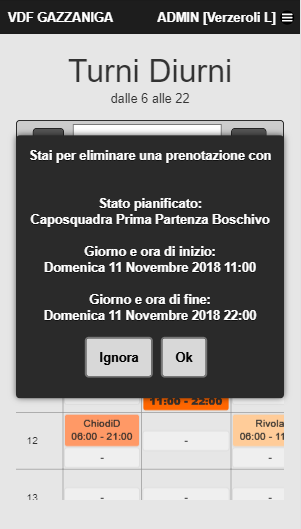 VDF GAZZANIGA ADMIN [Verzeroli L] ≡
Turni Diurni
dalle 6 alle 22
Stai per eliminare una prenotazione con
Stato pianificato:
Caposquadra Prima Partenza Boschivo
Giorno e ora di inizio:
Domenica 11 Novembre 2018 11:00
Giorno e ora di fine:
Domenica 11 Novembre 2018 22:00
Ignora Ok
11:00 - 22:00
12 ChiodiD - Rivola
06:00 - 21:00 06:00 - 1
- - -
13 - - -